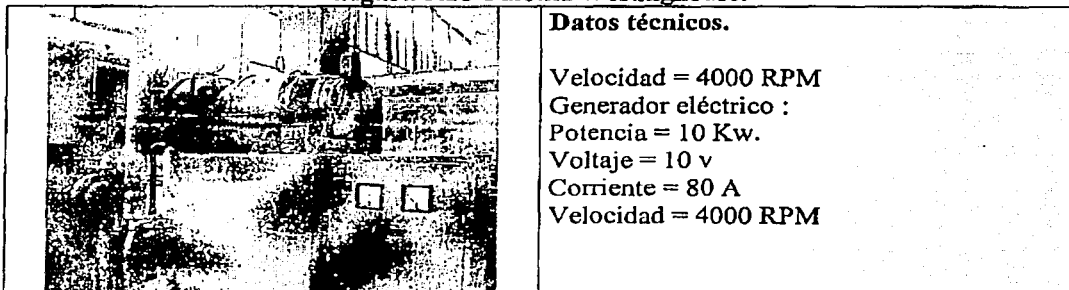 Datos técnicos.
Velocidad = 4000 RPM
Generador eléctrico :
Potencia = 10 Kw.
Voltaje = 10 v
Corriente = 80 A
Velocidad = 4000 RPM